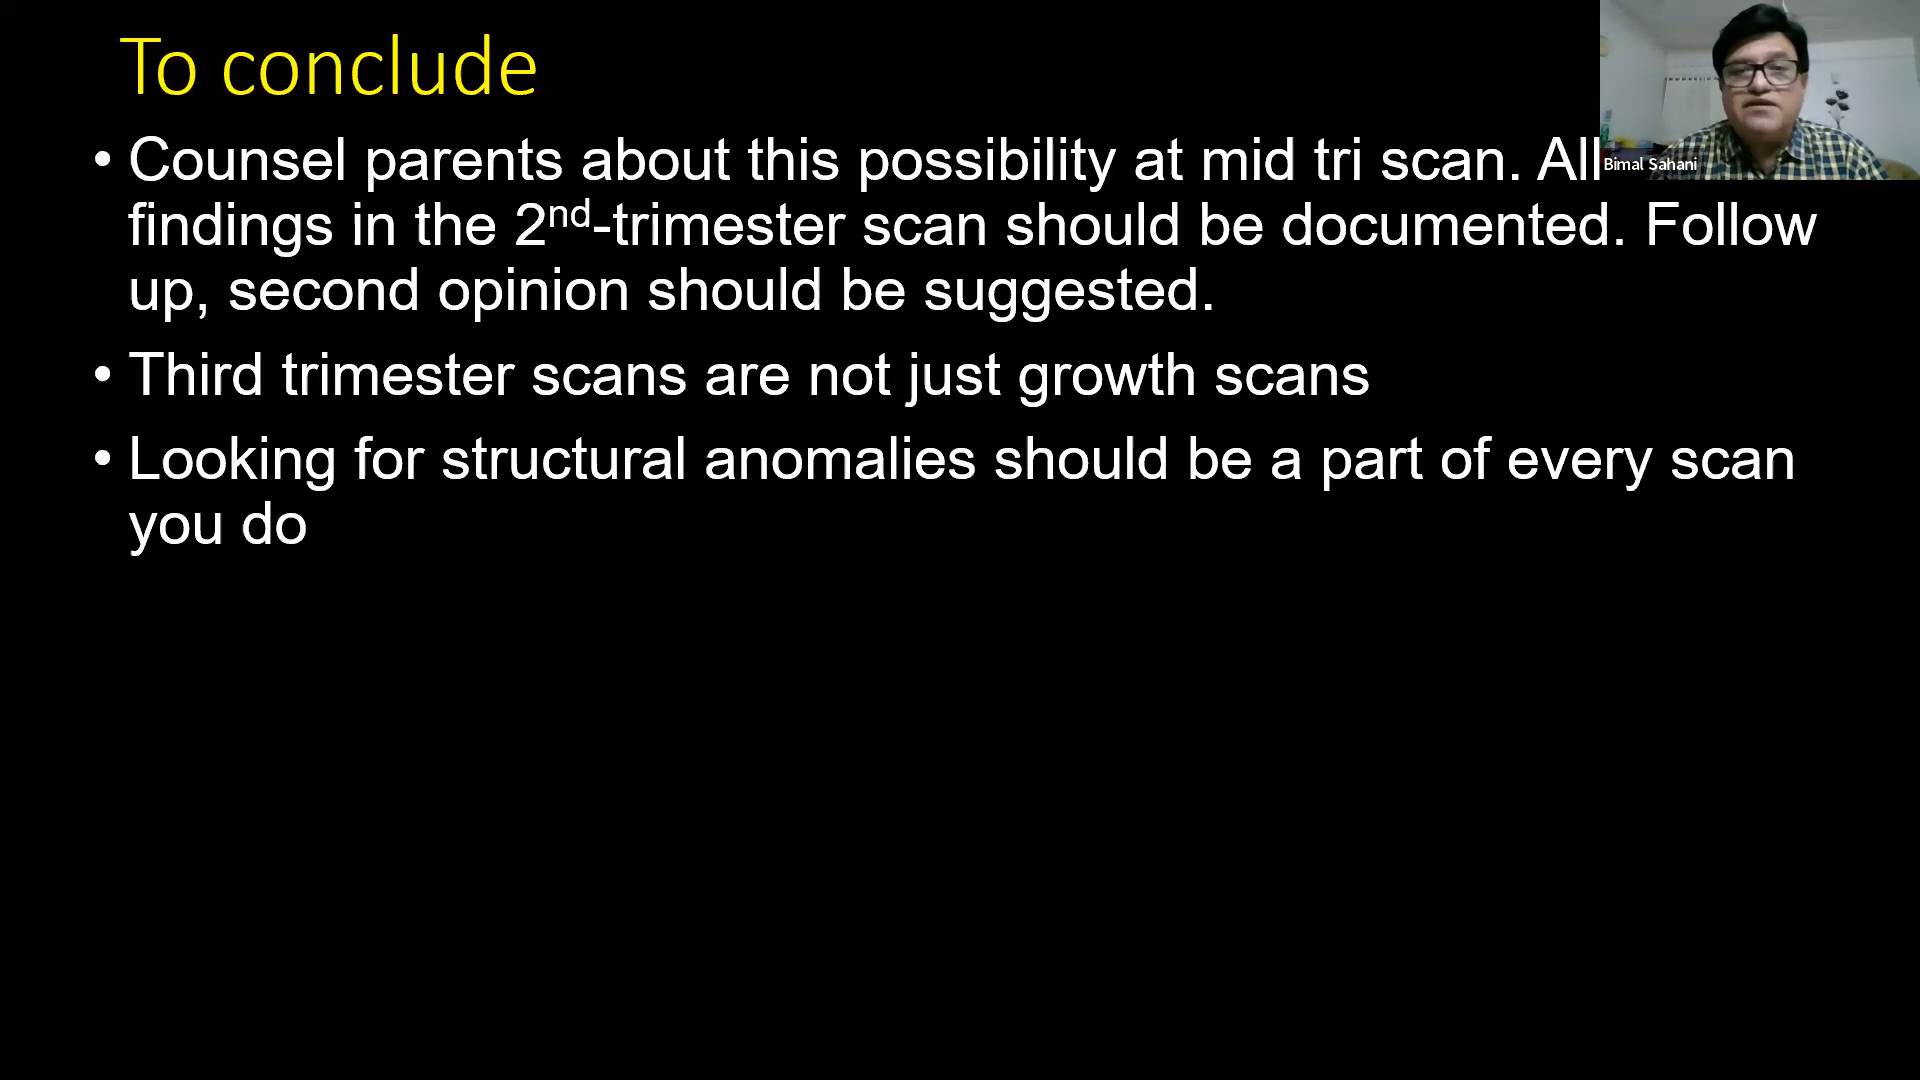 To conclude
• Counsel parents about this possibility at mid tri scan. All
findings in the 2nd-trimester scan should be documented. Follow
up, second opinion should be suggested.
• Third trimester scans are not just growth scans
• Looking for structural anomalies should be a part of every scan
you do
Bimal Sahani